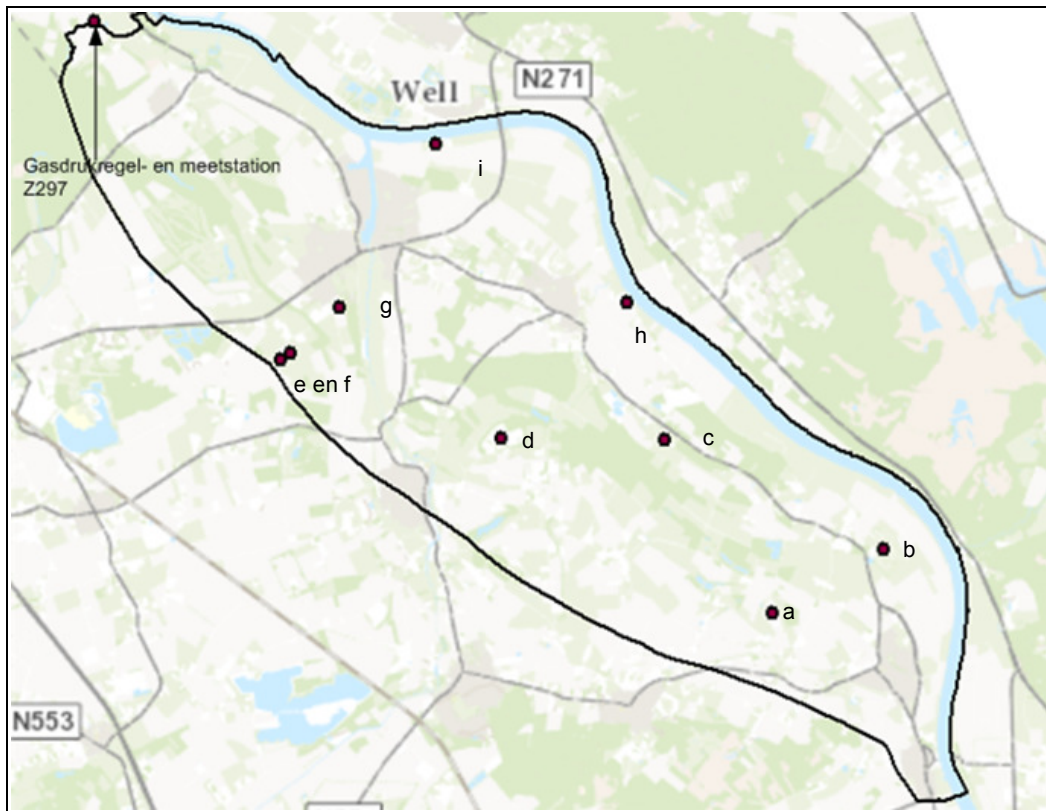 Well
N271
Gasdrukregel- en meetstation
Z297
i
g
h
e en f
d
c
b
a
N553